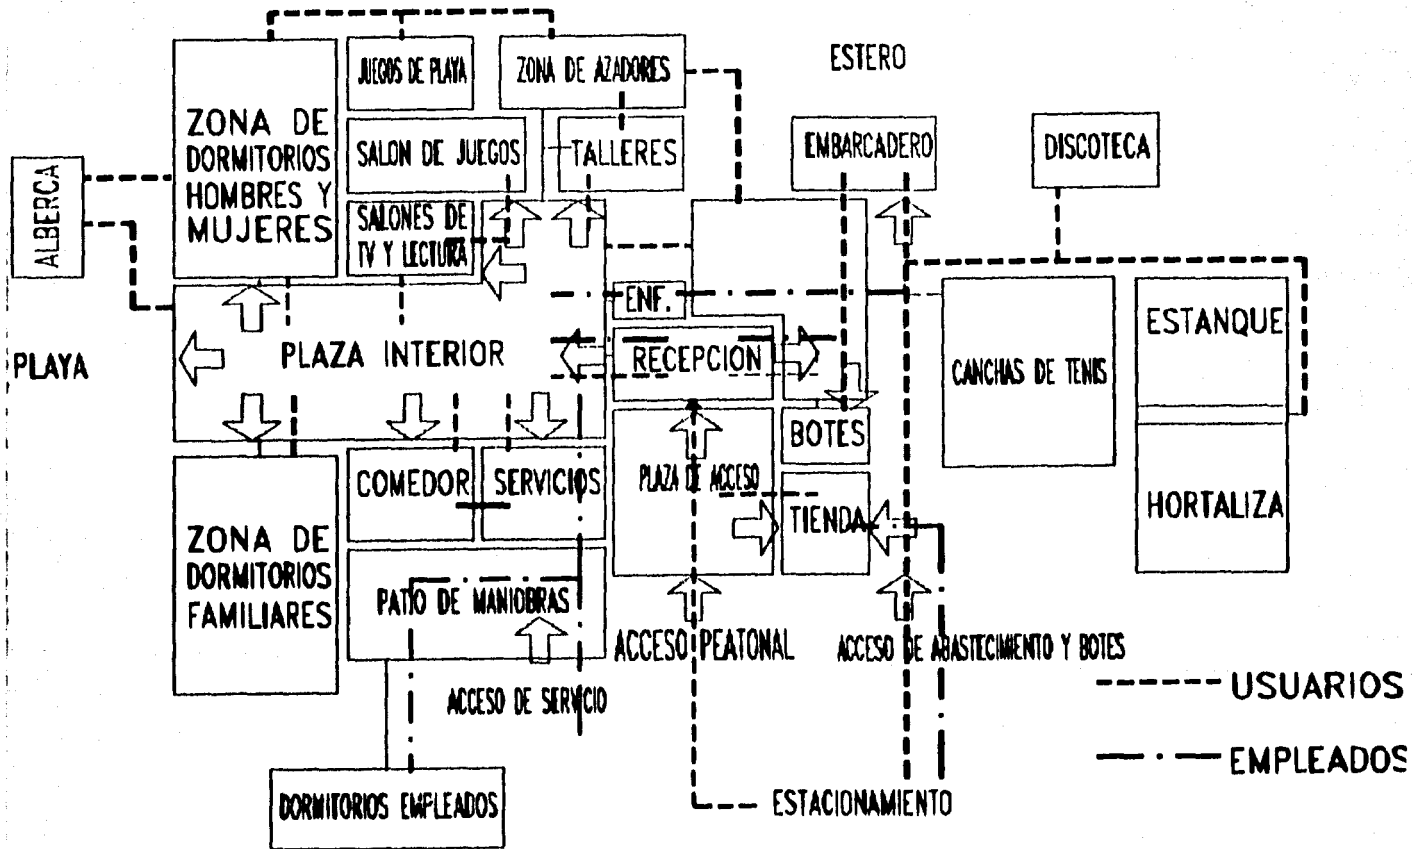 JUEGOS DE PLAYA
ZONA DE AZADORES
ESTERO
ZONA DE
DORMITORIOS
HOMBRES Y
MUJERES
SALON DE JUEGOS
TALLERES
EMBARCADERO
DISCOTECA
ALBERCA
SALONES DE
TV Y LECTURA
ENF.
ESTANQUE
PLAYA
PLAZA INTERIOR
RECEPCION
CANCHAS DE TENIS
BOTES
COMEDOR
SERVICIOS
PLAZA DE ACCESO
TIENDA
HORTALIZA
ZONA DE
DORMITORIOS
FAMILIARES
PATIO DE MANIOBRAS
ACCESO PEATONAL
ACCESO DE ABASTECIMIENTO Y BOTES
ACCESO DE SERVICIO
USUARIOS
EMPLEADOS
DORMITORIOS EMPLEADOS
ESTACIONAMIENTO